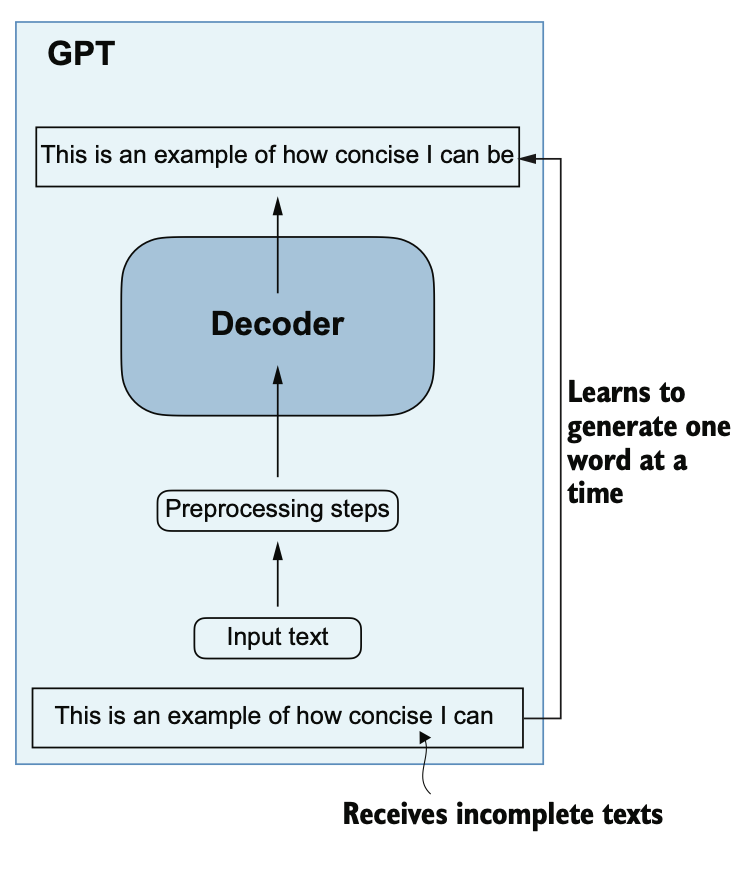 GPT
This is an example of how concise I can be
Decoder
Learns to
generate one
word at a
time
Preprocessing steps
Input text
This is an example of how concise I can
Receives incomplete texts